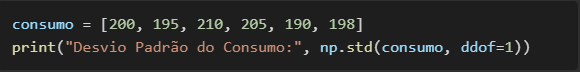 consumo = [200, 195, 210, 205, 190, 198]
print("Desvio Padrão do Consumo:", np.std(consumo, ddof=1))